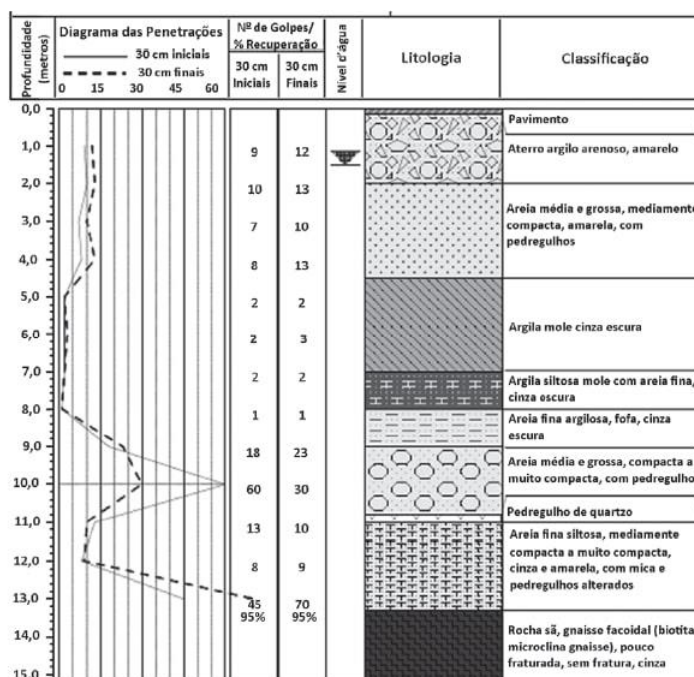 Profundidade (metros)
Diagrama das Penetrações
30 cm iniciais
30 cm finais
0 15 30 45 60
Nº de Golpes/ % Recuperação
30 cm Iniciais
30 cm Finais
Nível d'água
Litologia
Classificação
0,0
Pavimento
1,0 9 12
Aterro argilo arenoso, amarelo
2,0 10 13
Areia média e grossa, mediamente
compacta, amarela, com
pedregulhos
3,0 7 10
4,0 8 13
5,0 2 2
Argila mole cinza escura
6,0 2 3
7,0 2 2
Argila siltosa mole com areia fina,
cinza escura
8,0 1 1
Areia fina argilosa, fofa, cinza
escura
9,0 18 23
Areia média e grossa, compacta a
muito compacta, com pedregulho
10,0 60 30
Pedregulho de quartzo
11,0 13 10
Areia fina siltosa, mediamente
compacta a muito compacta,
cinza e amarela, com mica e
pedregulhos alterados
12,0 8 9
13,0 45 70
95% 95%
14,0
Rocha sã, gnaisse facoidal (biotita
microclina gnaisse), pouco
fraturada, sem fratura, cinza
15,0